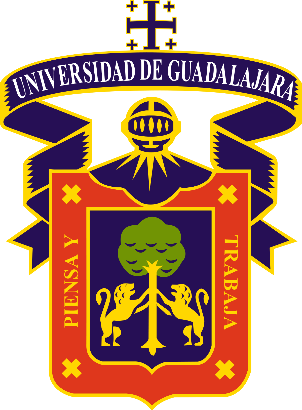 UNIVERSIDAD DE GUADALAJARA
PIENSA Y
TRABAJA